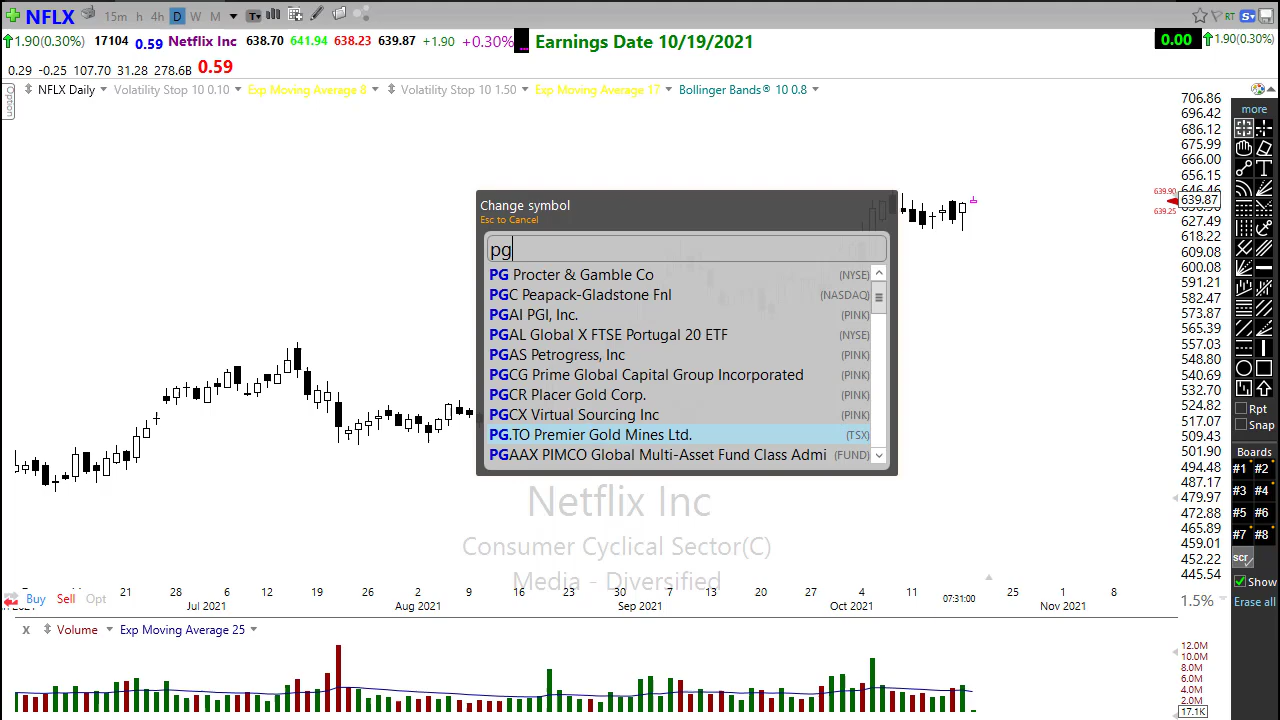 NFLX 15m h 4h D W M T RT S
1.90(0.30%) 17104 0.59 Netflix Inc 638.70 641.94 638.23 639.87 +1.90 +0.30% ... Earnings Date 10/19/2021 0.00 1.90(0.30%)
0.29 -0.25 107.70 31.28 278.6B 0.59
Option NFLX Daily Volatility Stop 10 0.10 Exp Moving Average 8 Volatility Stop 10 1.50 Exp Moving Average 17 Bollinger Bands® 10 0.8
706.86
696.42
686.12
675.99
666.00
656.15
646.46
639.90
639.87
639.25
627.49
618.22
609.08
600.08
591.21
582.47
573.87
565.39
557.03
548.80
540.69
532.70
524.82
517.07
509.43
501.90
494.48
487.17
479.97
472.88
465.89
459.01
452.22
445.54
1.5%
more
T
Rpt
Snap
Boards
#1 #2
#3 #4
#5 #6
#7 #8
scr
Show
Erase all
Change symbol
Esc to Cancel
pg
PG Procter & Gamble Co (NYSE)
PGC Peapack-Gladstone Fnl (NASDAQ)
PGAI PGI, Inc. (PINK)
PGAL Global X FTSE Portugal 20 ETF (NYSE)
PGAS Petrogress, Inc (PINK)
PGCG Prime Global Capital Group Incorporated (PINK)
PGCR Placer Gold Corp. (PINK)
PGCX Virtual Sourcing Inc (PINK)
PG.TO Premier Gold Mines Ltd. (TSX)
PGAAX PIMCO Global Multi-Asset Fund Class Admi (FUND)
Netflix Inc
Consumer Cyclical Sector(C)
Media - Diversified
21 28 6 12 19 26 2 9 16 23 30 7 13 20 27 4 11 25 1 8
Jul 2021 Aug 2021 Sep 2021 Oct 2021 07:31:00 Nov 2021
Buy Sell Opt
x Volume Exp Moving Average 25
12.0M
10.0M
8.0M
6.0M
4.0M
2.0M
17.1K